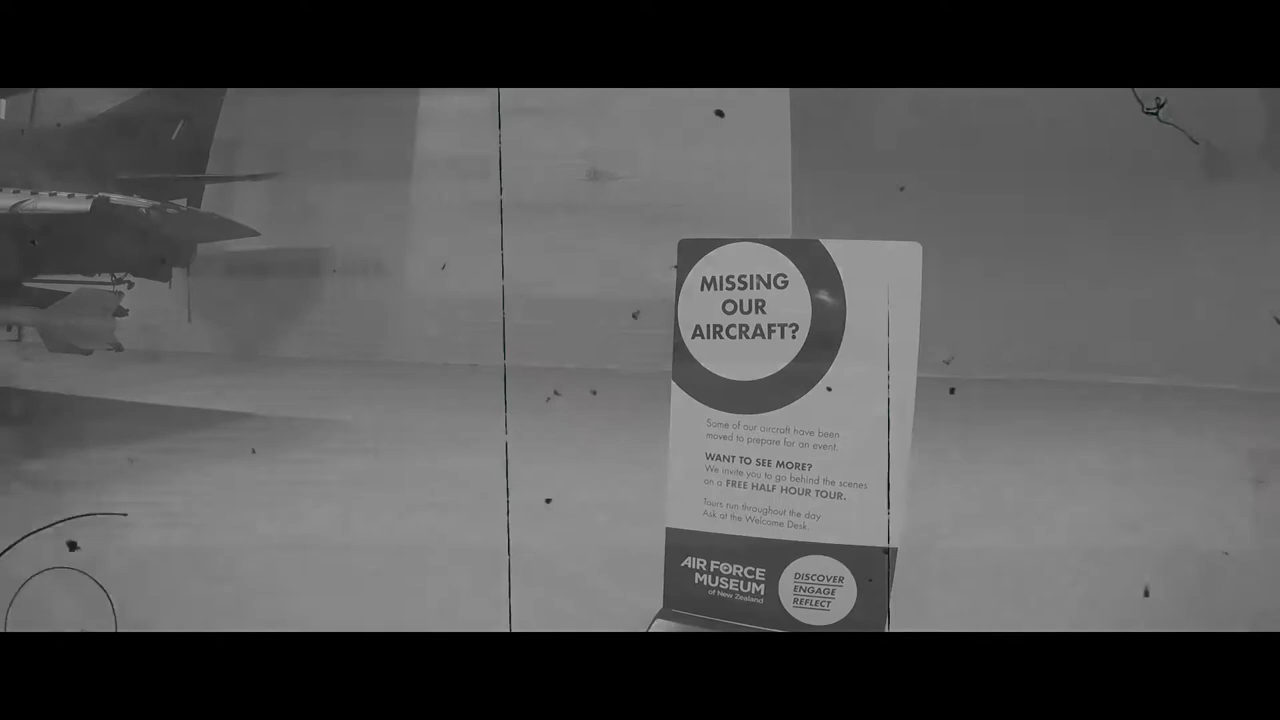 MISSING
OUR
AIRCRAFT?
Some of our aircraft have been
moved to prepare for an event.
WANT TO SEE MORE?
We invite you to go behind the scenes
on a FREE HALF HOUR TOUR.
Tours run throughout the day
Ask at the Welcome Desk.
AIR FORCE
MUSEUM
of New Zealand
DISCOVER
ENGAGE
REFLECT